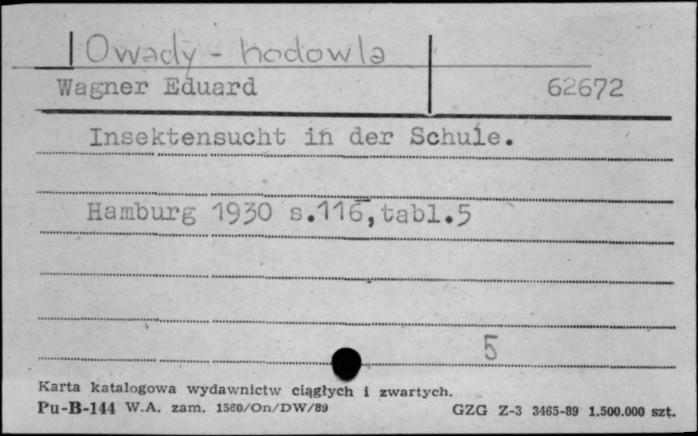 Owady - hodowla
Wagner Eduard 62672
Insektensucht in der Schule.
Hamburg 1930 s.116, tabl.5
5
Karta katalogowa wydawnictw ciągłych i zwartych.
Pu-B-144 W.A. zam. 1560/On/DW/89 GZG Z-3 3465-89 1.500.000 szt.